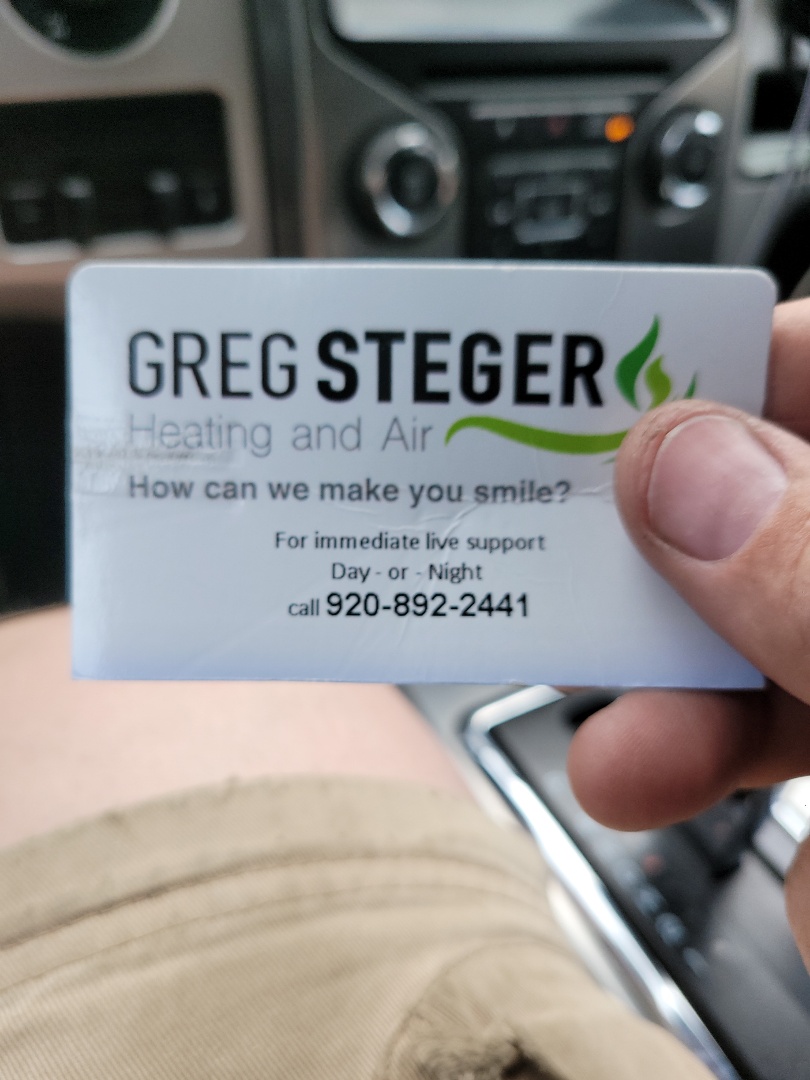 GREG STEGER
Heating and Air
How can we make you smile?
For immediate live support
Day - or - Night
call 920-892-2441